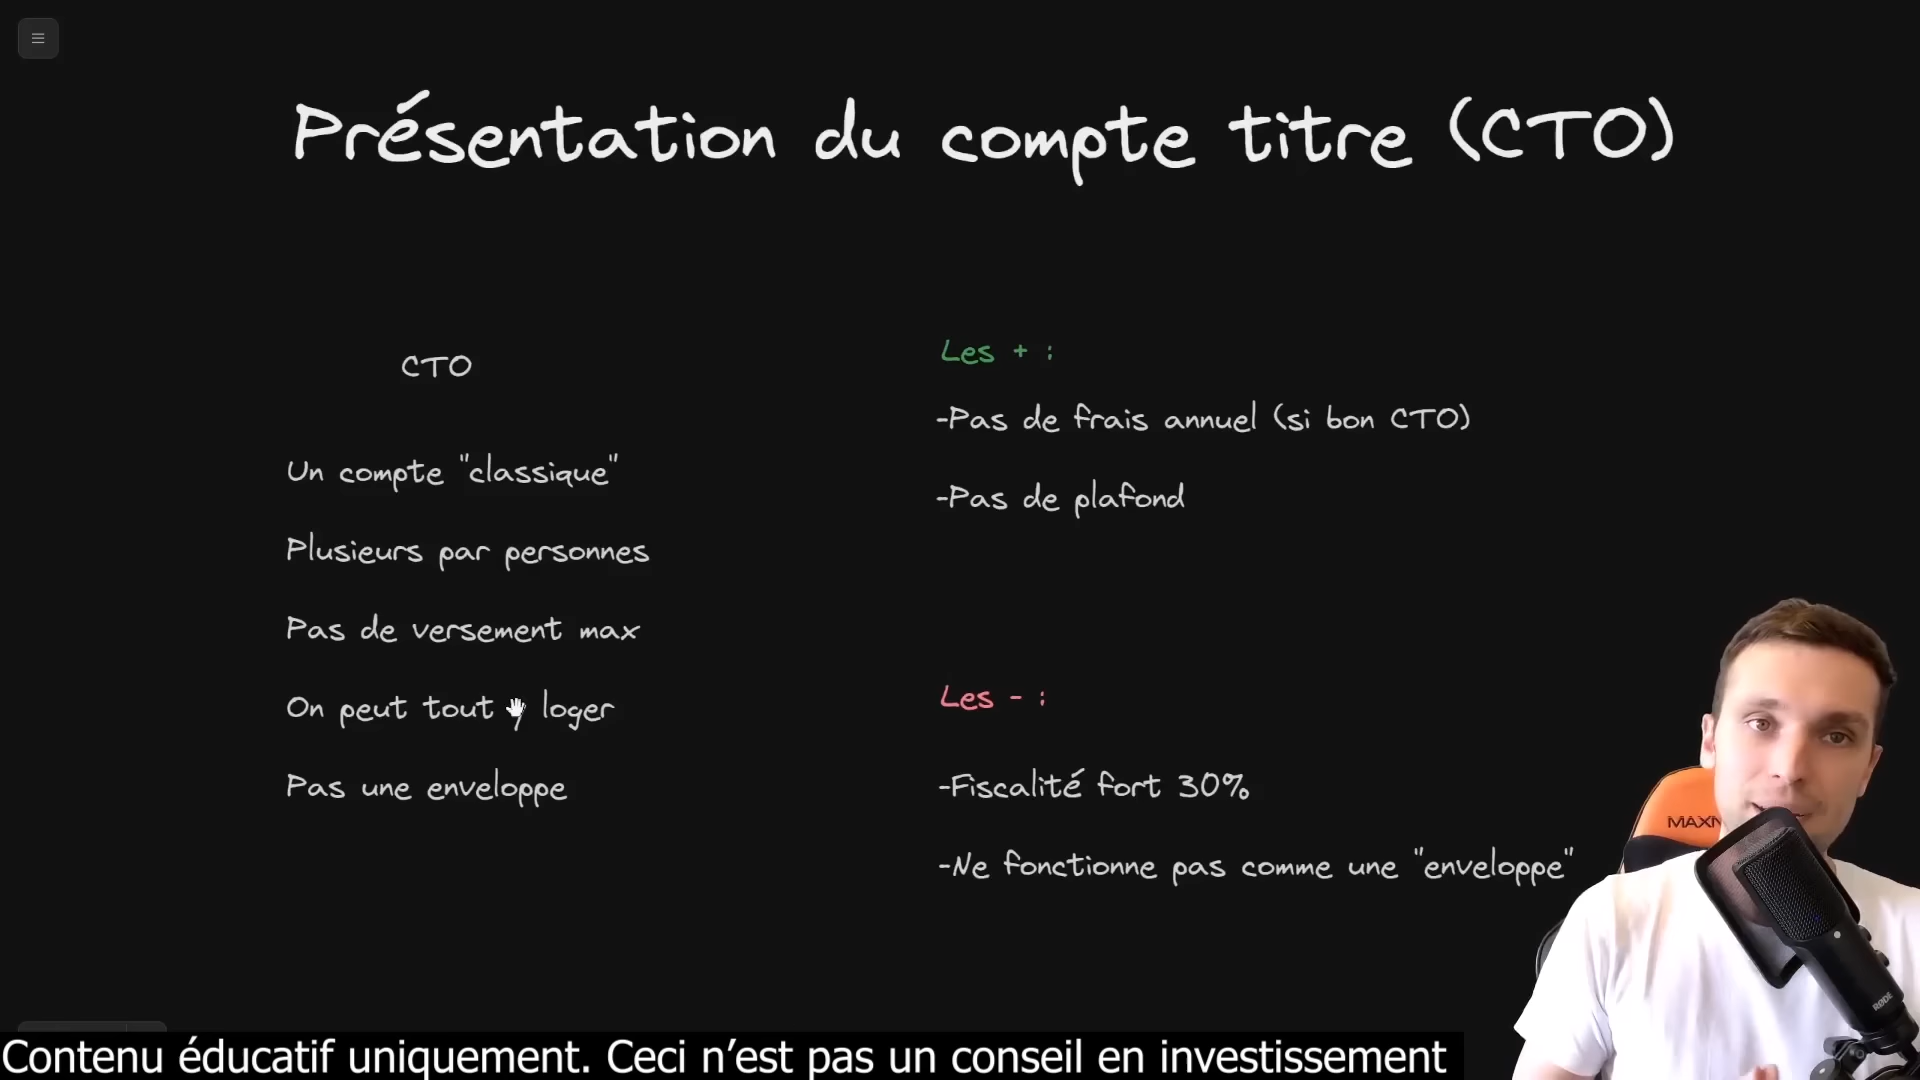 Présentation du compte titre (CTO)
CTO
Un compte "classique"
Plusieurs par personnes
Pas de versement max
On peut tout y loger
Pas une enveloppe
Les + :
-Pas de frais annuel (si bon CTO)
-Pas de plafond
Les - :
-Fiscalité fort 30%
-Ne fonctionne pas comme une "enveloppe"
RØDE
Contenu éducatif uniquement. Ceci n’est pas un conseil en investissement